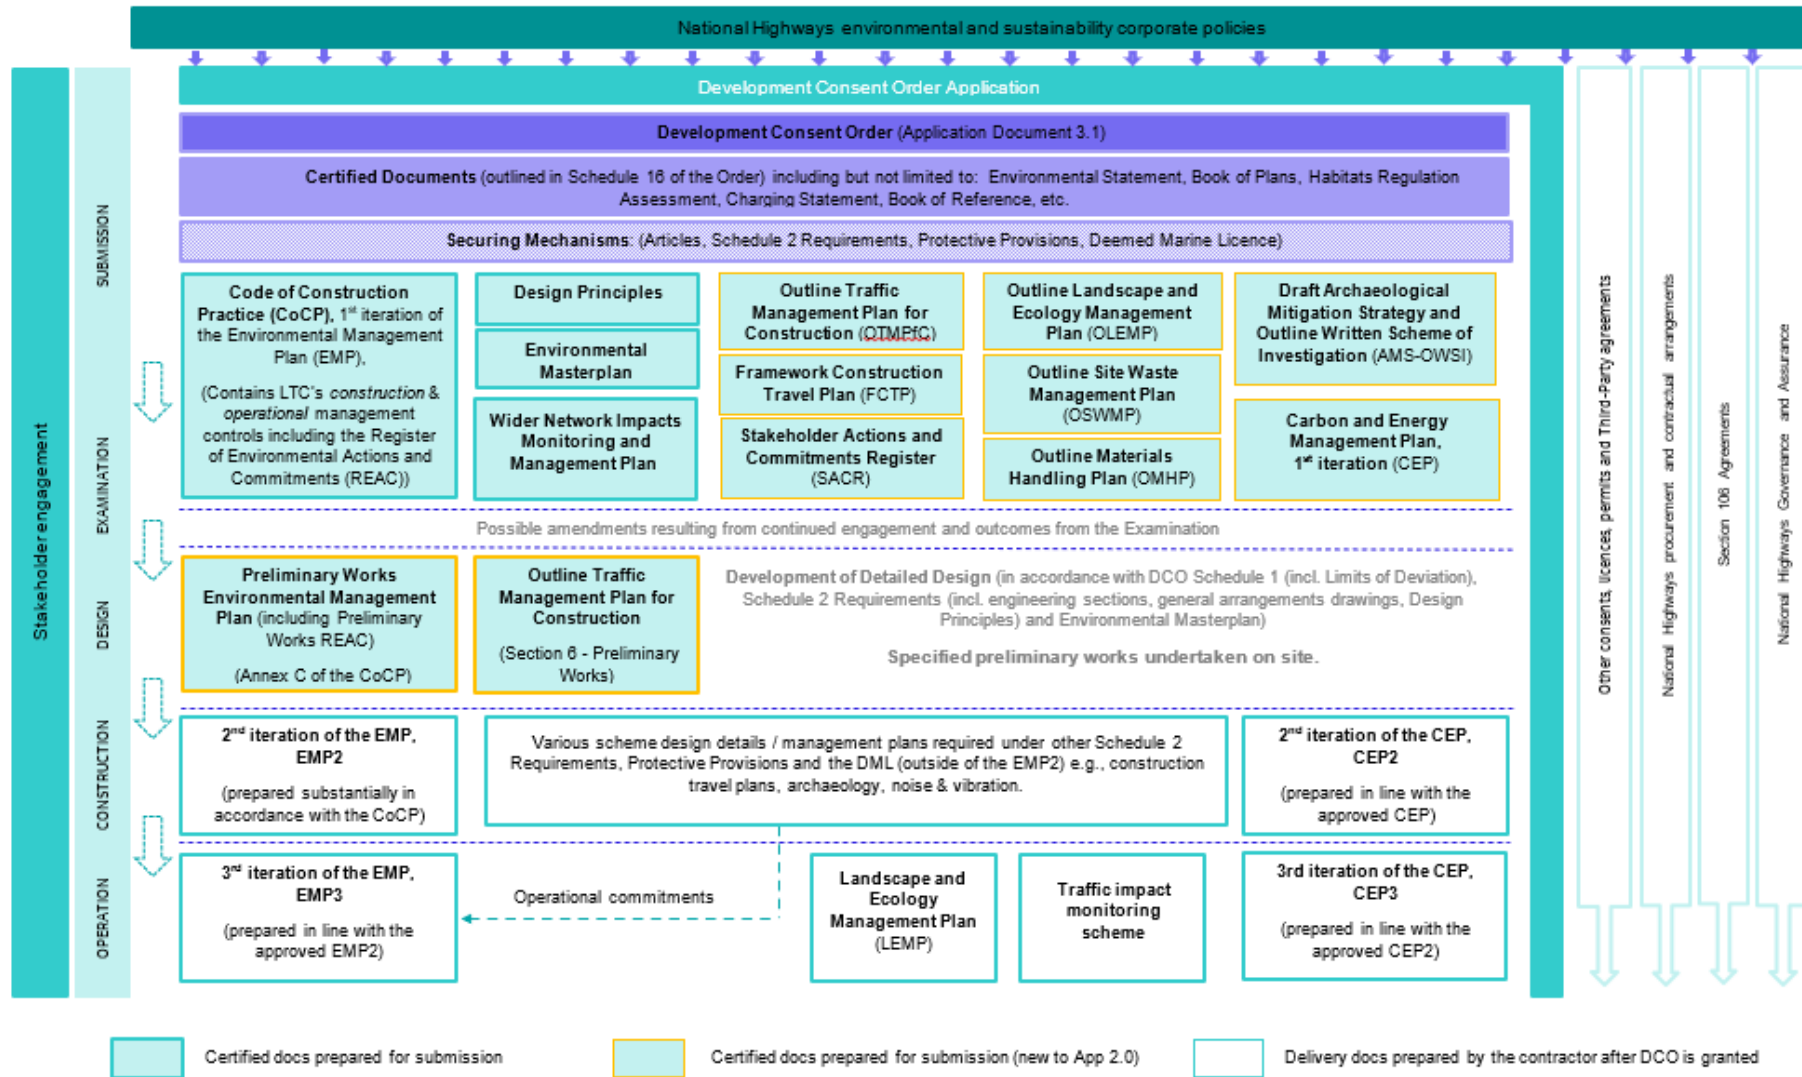 National Highways environmental and sustainability corporate policies
Development Consent Order Application
Development Consent Order (Application Document 3.1)
Certified Documents (outlined in Schedule 16 of the Order) including but not limited to: Environmental Statement, Book of Plans, Habitats Regulation
Assessment, Charging Statement, Book of Reference, etc.
Securing Mechanisms: (Articles, Schedule 2 Requirements, Protective Provisions, Deemed Marine Licence)
Stakeholder engagement
SUBMISSION
EXAMINATION
DESIGN
CONSTRUCTION
OPERATION
Code of Construction
Practice (CoCP), 1st iteration of
the Environmental Management
Plan (EMP),
(Contains LTC's construction &
operational management
controls including the Register
of Environmental Actions and
Commitments (REAC))
Design Principles
Environmental
Masterplan
Wider Network Impacts
Monitoring and
Management Plan
Outline Traffic
Management Plan for
Construction (OTMPfC)
Framework Construction
Travel Plan (FCTP)
Stakeholder Actions and
Commitments Register
(SACR)
Outline Landscape and
Ecology Management
Plan (OLEMP)
Outline Site Waste
Management Plan
(OSWMP)
Outline Materials
Handling Plan (OMHP)
Draft Archaeological
Mitigation Strategy and
Outline Written Scheme of
Investigation (AMS-OWSI)
Carbon and Energy
Management Plan,
1st iteration (CEP)
Possible amendments resulting from continued engagement and outcomes from the Examination
Preliminary Works
Environmental Management
Plan (including Preliminary
Works REAC)
(Annex C of the CoCP)
Outline Traffic
Management Plan for
Construction
(Section 6 - Preliminary
Works)
Development of Detailed Design (in accordance with DCO Schedule 1 (incl. Limits of Deviation),
Schedule 2 Requirements (incl. engineering sections, general arrangements drawings, Design
Principles) and Environmental Masterplan)
Specified preliminary works undertaken on site.
2nd iteration of the EMP,
EMP2
(prepared substantially in
accordance with the CoCP)
Various scheme design details / management plans required under other Schedule 2
Requirements, Protective Provisions and the DML (outside of the EMP2) e.g., construction
travel plans, archaeology, noise & vibration.
2nd iteration of the CEP,
CEP2
(prepared in line with the
approved CEP)
3rd iteration of the EMP,
EMP3
(prepared in line with the
approved EMP2)
Operational commitments
Landscape and
Ecology
Management Plan
(LEMP)
Traffic impact
monitoring
scheme
3rd iteration of the CEP,
CEP3
(prepared in line with the
approved CEP2)
Other consents, licences, permits and Third-Party agreements
National Highways procurement and contractual arrangements
Section 106 Agreements
National Highways Governance and Assurance
Certified docs prepared for submission
Certified docs prepared for submission (new to App 2.0)
Delivery docs prepared by the contractor after DCO is granted